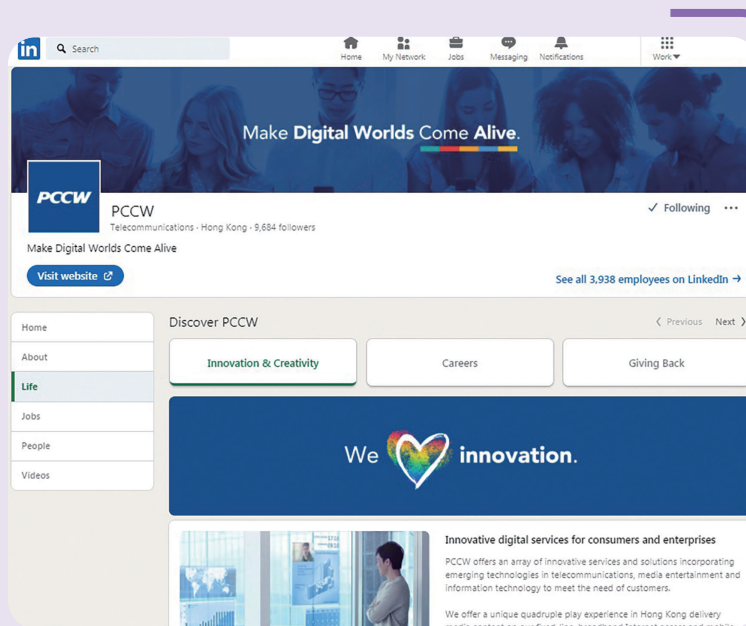 in
Search
Home
My Network
Jobs
Messaging
Notifications
Work
Make Digital Worlds Come Alive.
PCCW
PCCW
Following
Telecommunications · Hong Kong · 9,684 followers
Make Digital Worlds Come Alive
Visit website
See all 3,938 employees on LinkedIn →
Home
About
Life
Jobs
People
Videos
Discover PCCW
Previous
Next
Innovation & Creativity
Careers
Giving Back
We innovation.
Innovative digital services for consumers and enterprises
PCCW offers an array of innovative services and solutions incorporating
emerging technologies in telecommunications, media entertainment and
information technology to meet the need of customers.
We offer a unique quadruple play experience in Hong Kong delivery